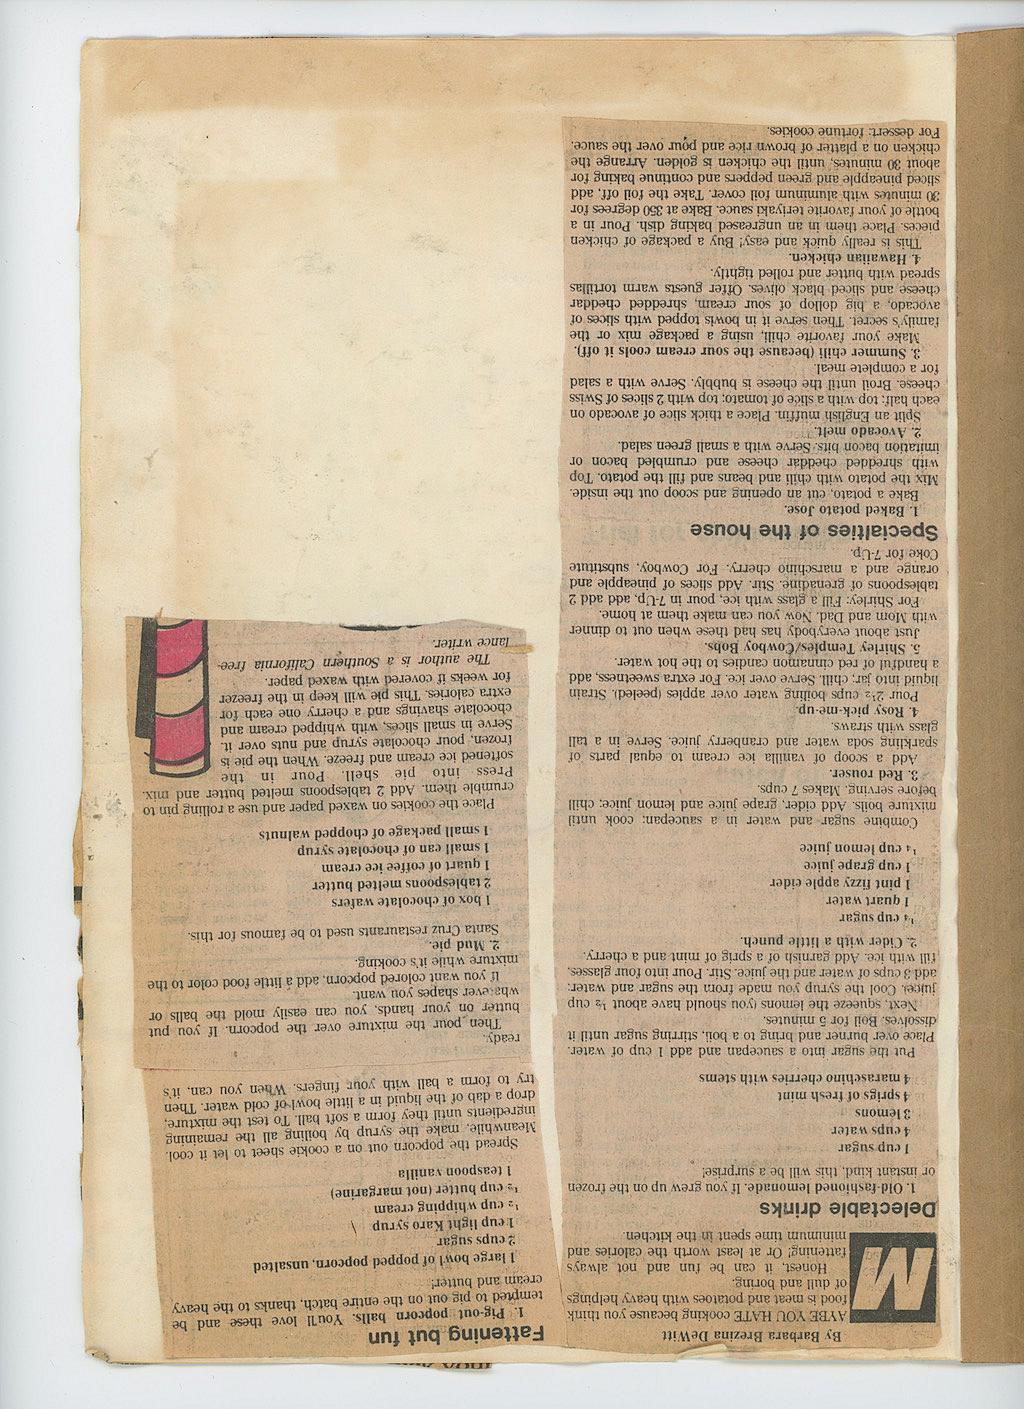 By Barbara Brezina DeWitt
MAYBE YOU HATE cooking because you think
food is meat and potatoes with heavy helpings
of dull and boring.
Honest, it can be fun and not always
fattening! Or at least worth the calories and
minimum time spent in the kitchen.
Delectable drinks
1. Old-fashioned lemonade. If you grew up on the frozen
or instant kind, this will be a surprise!
1 cup sugar
4 cups water
3 lemons
4 sprigs of fresh mint
4 maraschino cherries with stems
Put the sugar into a saucepan and add 1 cup of water.
Place over burner and bring to a boil, stirring sugar until it
dissolves. Boil for 5 minutes.
Next, squeeze the lemons (you should have about ½ cup
juice). Cool the syrup you made from the sugar and water;
add 3 cups of water and the juice. Stir. Pour into four glasses,
fill with ice. Add garnish of a sprig of mint and a cherry.
2. Cider with a little punch.
¼ cup sugar
1 quart water
1 pint fizzy apple cider
1 cup grape juice
¼ cup lemon juice
Combine sugar and water in a saucepan; cook until
mixture boils. Add cider, grape juice and lemon juice; chill
before serving. Makes 7 cups.
3. Red rouser.
Add a scoop of vanilla ice cream to equal parts of
sparkling soda water and cranberry juice. Serve in a tall
glass with straws.
4. Rosy pick-me-up.
Pour 2½ cups boiling water over apples (peeled). Strain
liquid into jar; chill. Serve over ice. For extra sweetness, add
a handful of red cinnamon candies to the hot water.
5. Shirley Temples/Cowboy Bobs.
Just about everybody has had these when out to dinner
with Mom and Dad. Now you can make them at home.
For Shirley: Fill a glass with ice, pour in 7-Up, add add 2
tablespoons of grenadine. Stir. Add slices of pineapple and
orange and a marschino cherry. For Cowboy, substitute
Coke for 7-Up.
Specialties of the house
1. Baked potato Jose.
Bake a potato, cut an opening and scoop out the inside.
Mix the potato with chili and beans and fill the potato. Top
with shredded cheddar cheese and crumbled bacon or
imitation bacon bits. Serve with a small green salad.
2. Avocado melt.
Split an English muffin. Place a thick slice of avocado on
each half; top with a slice of tomato; top with 2 slices of Swiss
cheese. Broil until the cheese is bubbly. Serve with a salad
for a complete meal.
3. Summer chili (because the sour cream cools it off).
Make your favorite chili, using a package mix or the
family's secret. Then serve it in bowls topped with slices of
avocado, a big dollop of sour cream, shredded cheddar
cheese and sliced black olives. Offer guests warm tortillas
spread with butter and rolled tightly.
4. Hawaiian chicken.
This is really quick and easy! Buy a package of chicken
pieces. Place them in an ungreased baking dish. Pour in a
bottle of your favorite teriyaki sauce. Bake at 350 degrees for
30 minutes with aluminum foil cover. Take the foil off, add
sliced pineapple and green peppers and continue baking for
about 30 minutes, until the chicken is golden. Arrange the
chicken on a platter of brown rice and pour over the sauce.
For dessert: fortune cookies.
Fattening but fun
1. Pig-out popcorn balls. You'll love these and be
tempted to pig out on the entire batch, thanks to the heavy
cream and butter!
1 large bowl of popped popcorn, unsalted
2 cups sugar
1 cup light Karo syrup
½ cup whipping cream
½ cup butter (not margarine)
1 teaspoon vanilla
Spread the popcorn out on a cookie sheet to let it cool.
Meanwhile, make the syrup by boiling all the remaining
ingredients until they form a soft ball. To test the mixture,
drop a dab of the liquid in a little bowl of cold water. Then
try to form a ball with your fingers. When you can, it's
ready.
Then pour the mixture over the popcorn. If you put
butter on your hands, you can easily mold the balls or
whatever shapes you want.
If you want colored popcorn, add a little food color to the
mixture while it's cooking.
2. Mud pie.
Santa Cruz restaurants used to be famous for this.
1 box of chocolate wafers
2 tablespoons melted butter
1 quart of coffee ice cream
1 small can of chocolate syrup
1 small package of chopped walnuts
Place the cookies on waxed paper and use a rolling pin to
crumble them. Add 2 tablespoons melted butter and mix.
Press into pie shell. Pour in the
softened ice cream and freeze. When the pie is
frozen, pour chocolate syrup and nuts over it.
Serve in small slices, with whipped cream and
chocolate shavings and a cherry one each for
extra calories. This pie will keep in the freezer
for weeks if covered with waxed paper.
The author is a Southern California free-
lance writer.